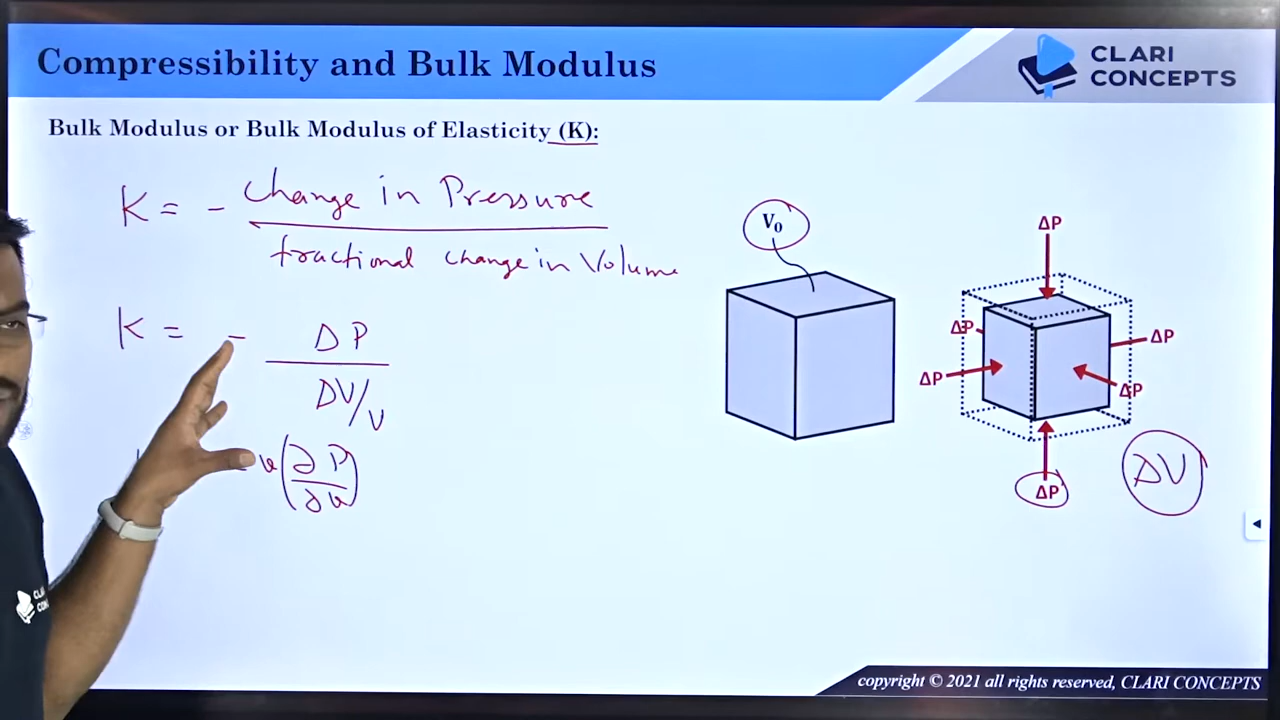 Compressibility and Bulk Modulus
CLARI
CONCEPTS
Bulk Modulus or Bulk Modulus of Elasticity (K):
K = - Change in Pressure
fractional change in Volume
K = - ΔP
ΔV/V
v(∂P
∂v)
V₀
ΔP
ΔP
ΔP
ΔP
ΔP
ΔP
ΔV
CLARI
copyright © 2021 all rights reserved, CLARI CONCEPTS